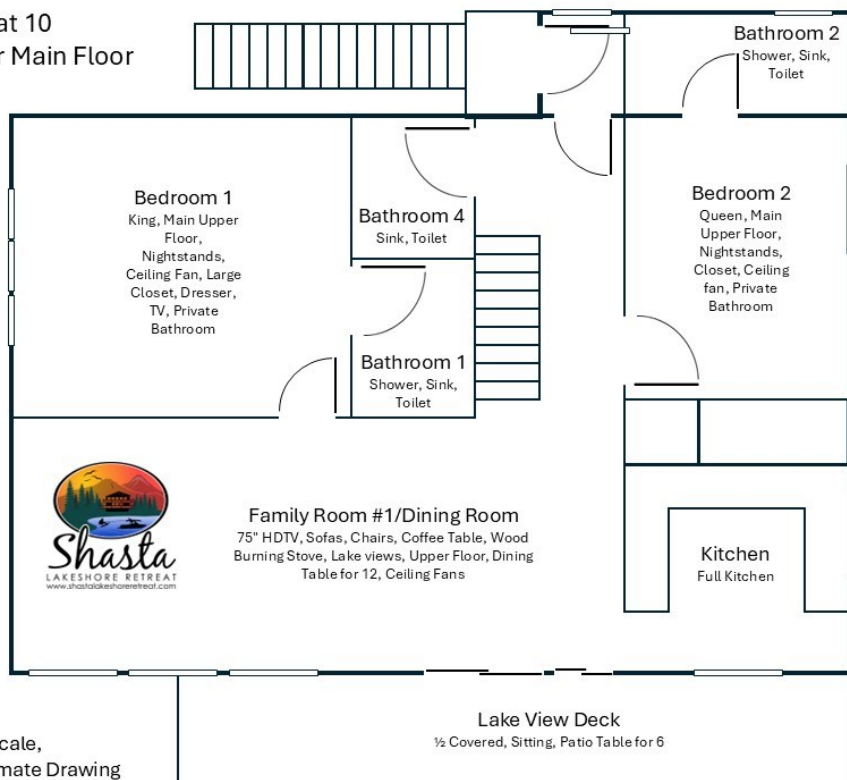 at 10
r Main Floor
Bathroom 2
Shower, Sink,
Toilet
Bedroom 1
King, Main Upper
Floor,
Nightstands,
Ceiling Fan, Large
Closet, Dresser,
TV, Private
Bathroom
Bathroom 4
Sink, Toilet
Bedroom 2
Queen, Main
Upper Floor,
Nightstands,
Closet, Ceiling
fan, Private
Bathroom
Bathroom 1
Shower, Sink,
Toilet
Shasta
LAKESHORE RETREAT
www.shastalakeshoreretreat.com
Family Room #1/Dining Room
75" HDTV, Sofas, Chairs, Coffee Table, Wood
Burning Stove, Lake views, Upper Floor, Dining
Table for 12, Ceiling Fans
Kitchen
Full Kitchen
Lake View Deck
½ Covered, Sitting, Patio Table for 6
cale,
mate Drawing